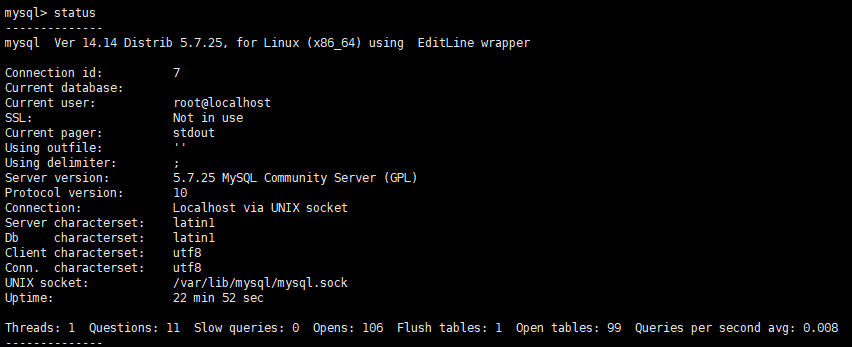 mysql> status
--------------
mysql  Ver 14.14 Distrib 5.7.25, for Linux (x86_64) using  EditLine wrapper

Connection id:          7
Current database:
Current user:           root@localhost
SSL:                    Not in use
Current pager:          stdout
Using outfile:          ''
Using delimiter:        ;
Server version:         5.7.25 MySQL Community Server (GPL)
Protocol version:       10
Connection:             Localhost via UNIX socket
Server characterset:    latin1
Db     characterset:    latin1
Client characterset:    utf8
Conn.  characterset:    utf8
UNIX socket:            /var/lib/mysql/mysql.sock
Uptime:                 22 min 52 sec

Threads: 1  Questions: 11  Slow queries: 0  Opens: 106  Flush tables: 1  Open tables: 99  Queries per second avg: 0.008
--------------